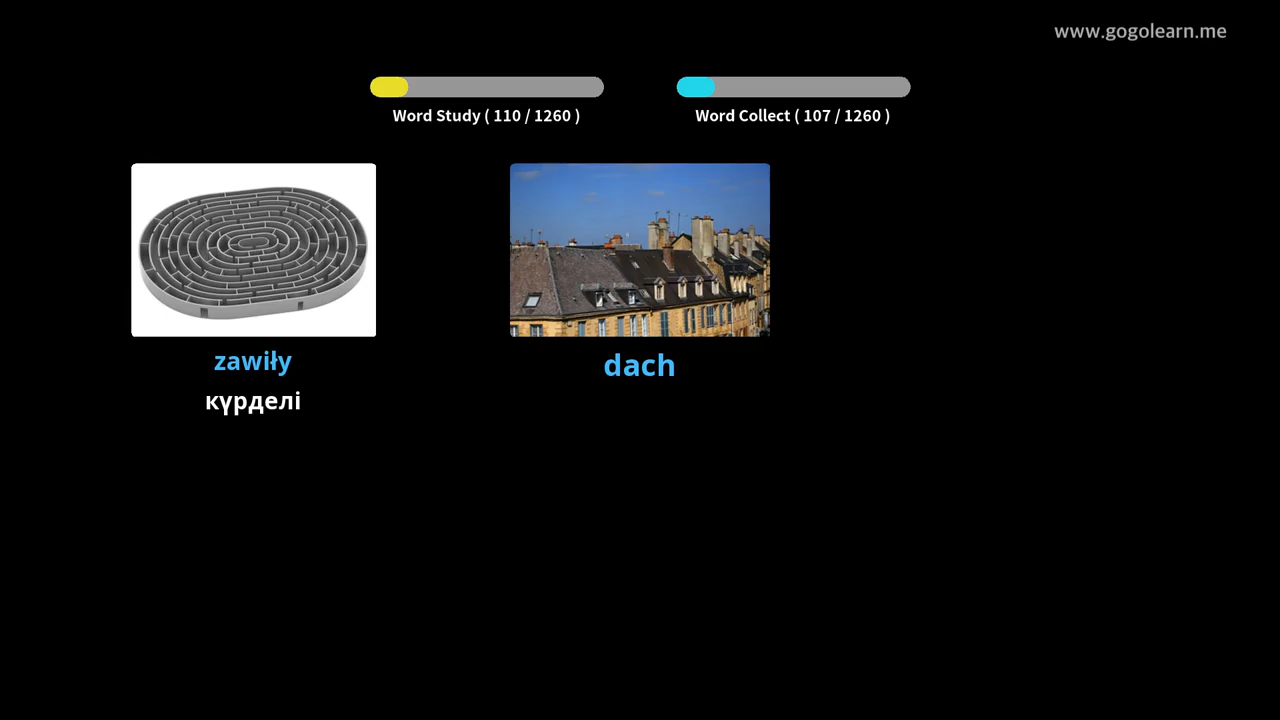 www.gogolearn.me
Word Study ( 110 / 1260 )
Word Collect ( 107 / 1260 )
zawiły
күрделі
dach